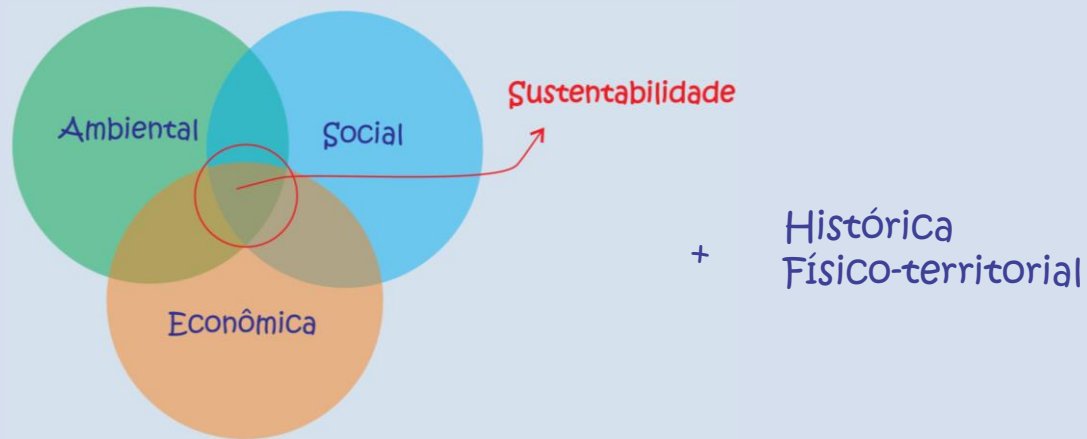 Sustentabilidade
Ambiental
Social
Histórica
+
Físico-territorial
Econômica